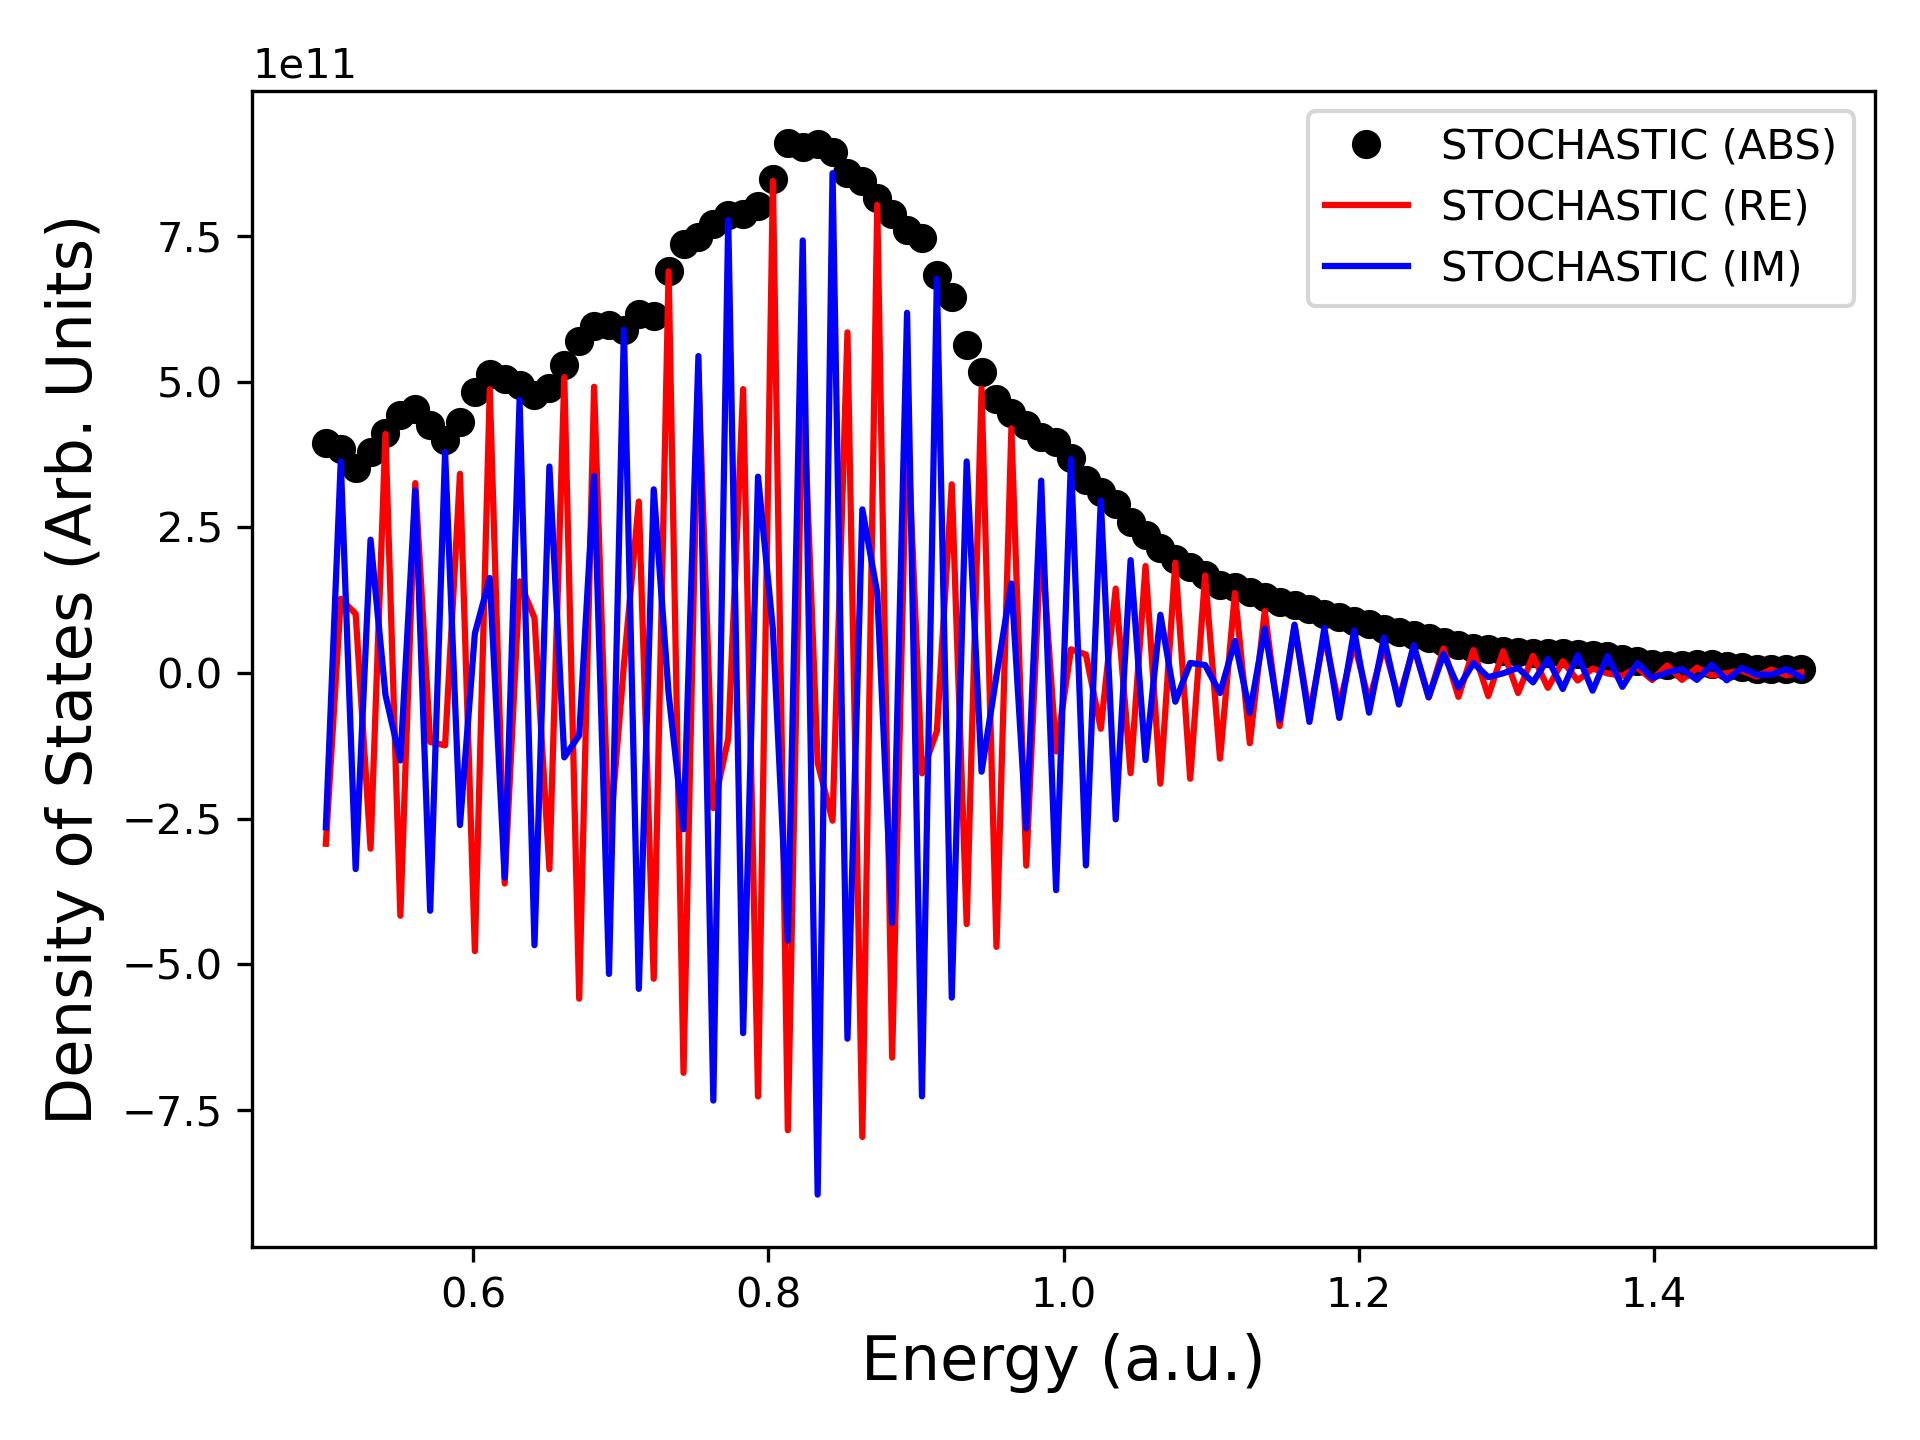 1e11
Density of States (Arb. Units)
7.5
5.0
2.5
0.0
−2.5
−5.0
−7.5
STOCHASTIC (ABS)
STOCHASTIC (RE)
STOCHASTIC (IM)
0.6
0.8
1.0
1.2
1.4
Energy (a.u.)